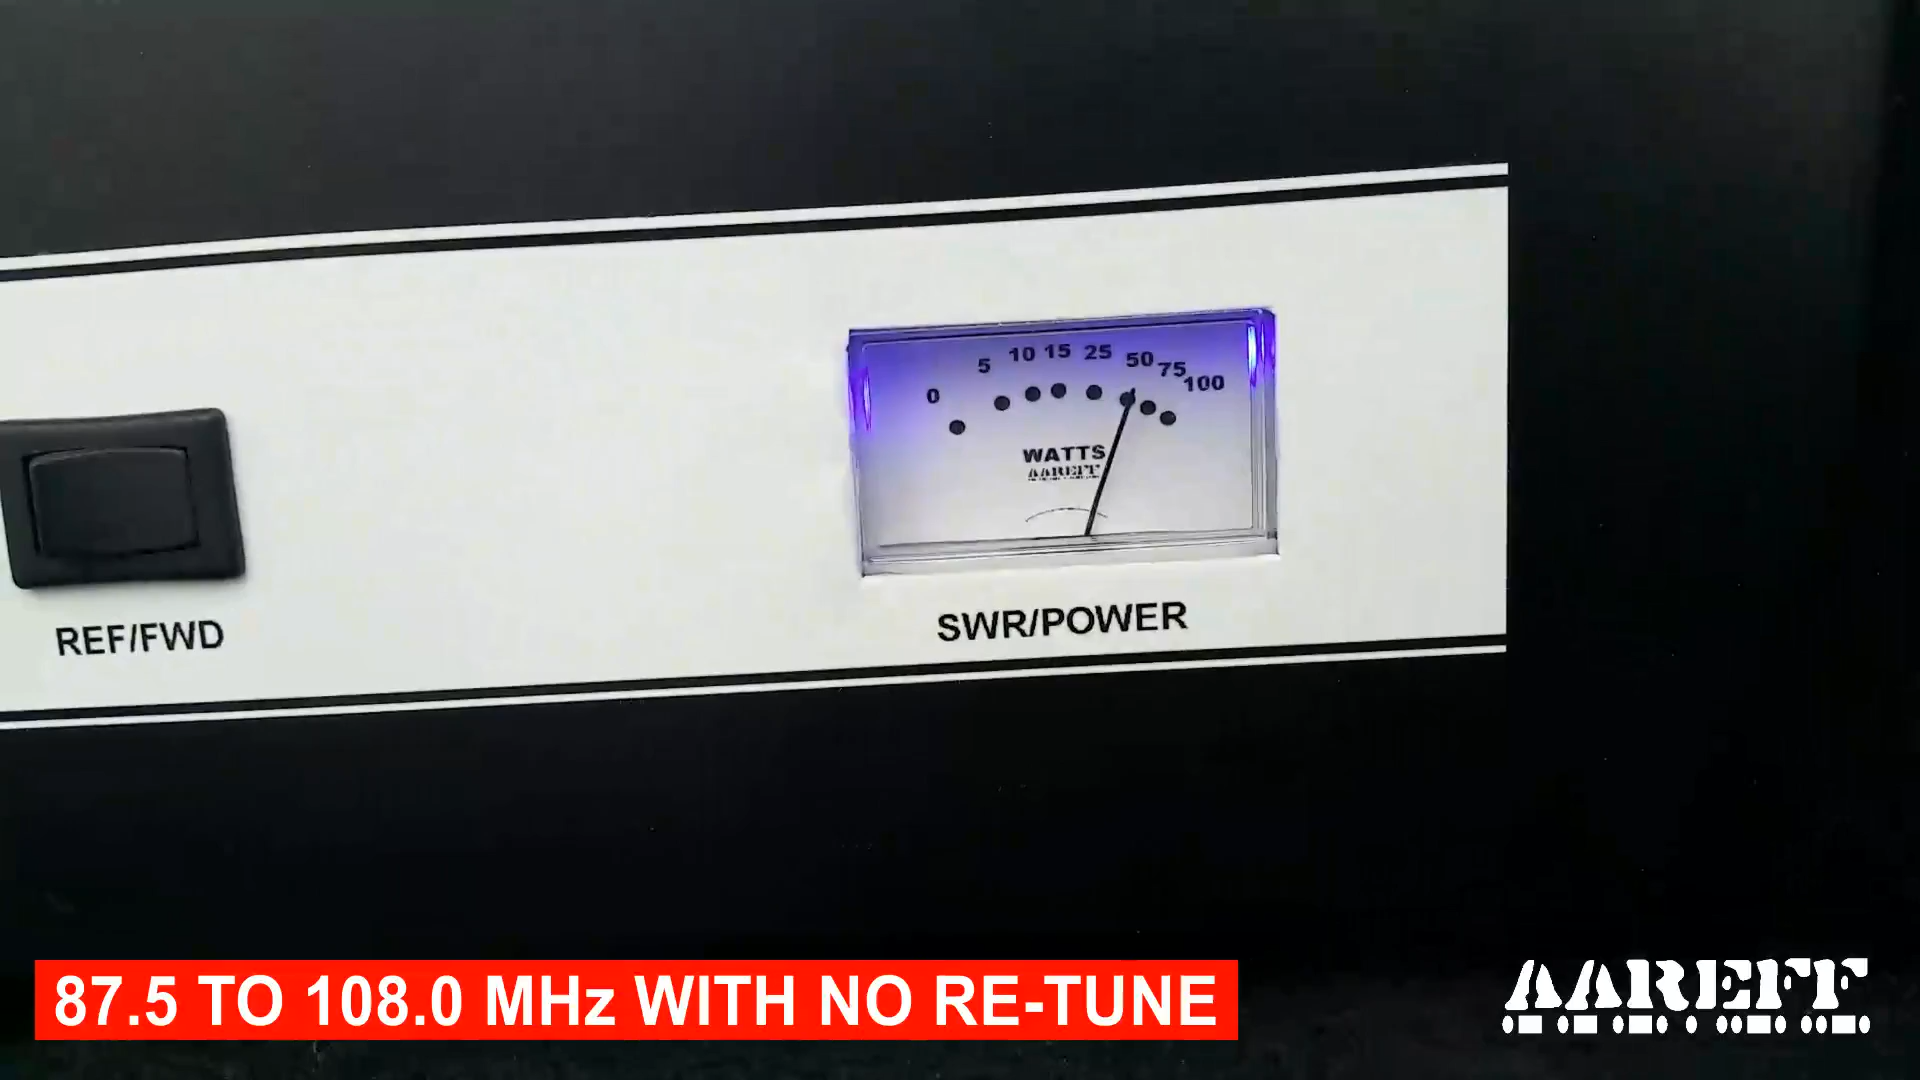 0 5 10 15 25 50 75 100
WATTS
AAREFF
REF/FWD
SWR/POWER
87.5 TO 108.0 MHz WITH NO RE-TUNE
AAREFF